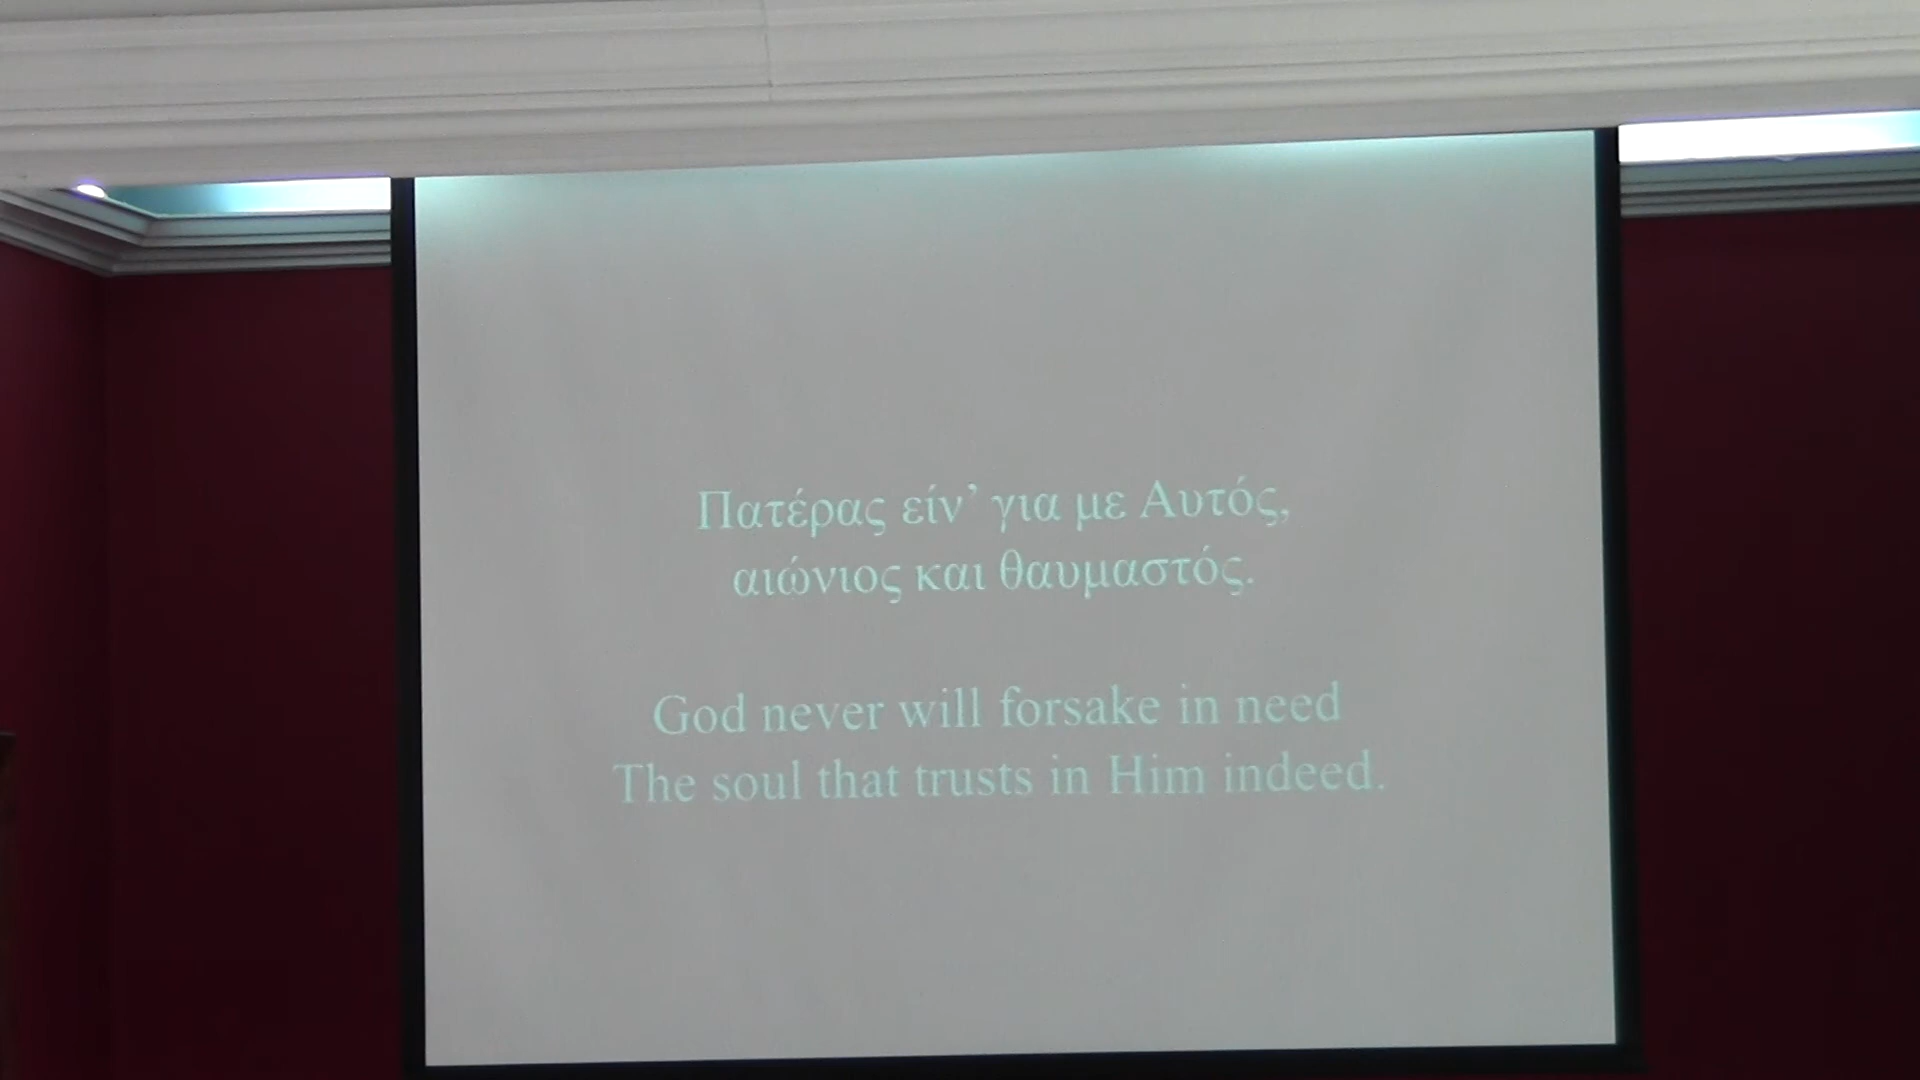 Πατέρας είν’ για με Αυτός,
αιώνιος και θαυμαστός.
God never will forsake in need
The soul that trusts in Him indeed.